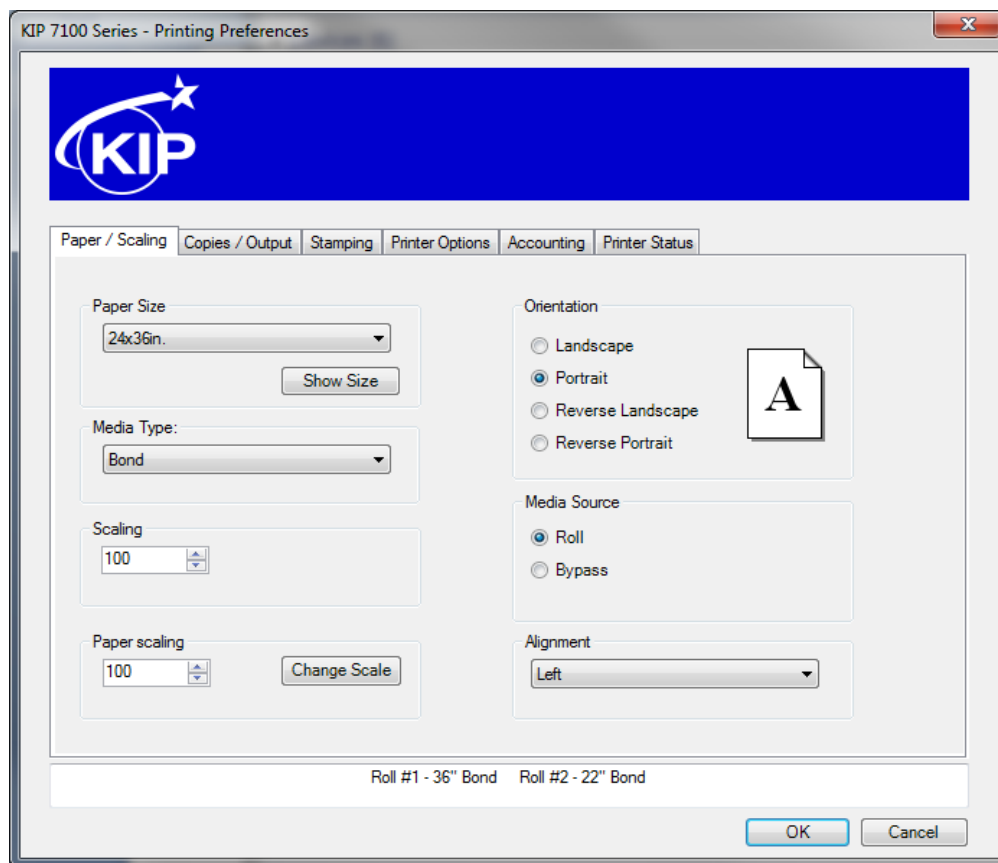 KIP 7100 Series - Printing Preferences
KIP
Paper / Scaling Copies / Output Stamping Printer Options Accounting Printer Status
Paper Size
24x36in.
Show Size
Media Type:
Bond
Scaling
100
Paper scaling
100 Change Scale
Orientation
Landscape
Portrait
Reverse Landscape
Reverse Portrait
A
Media Source
Roll
Bypass
Alignment
Left
Roll #1 - 36" Bond Roll #2 - 22" Bond
OK Cancel